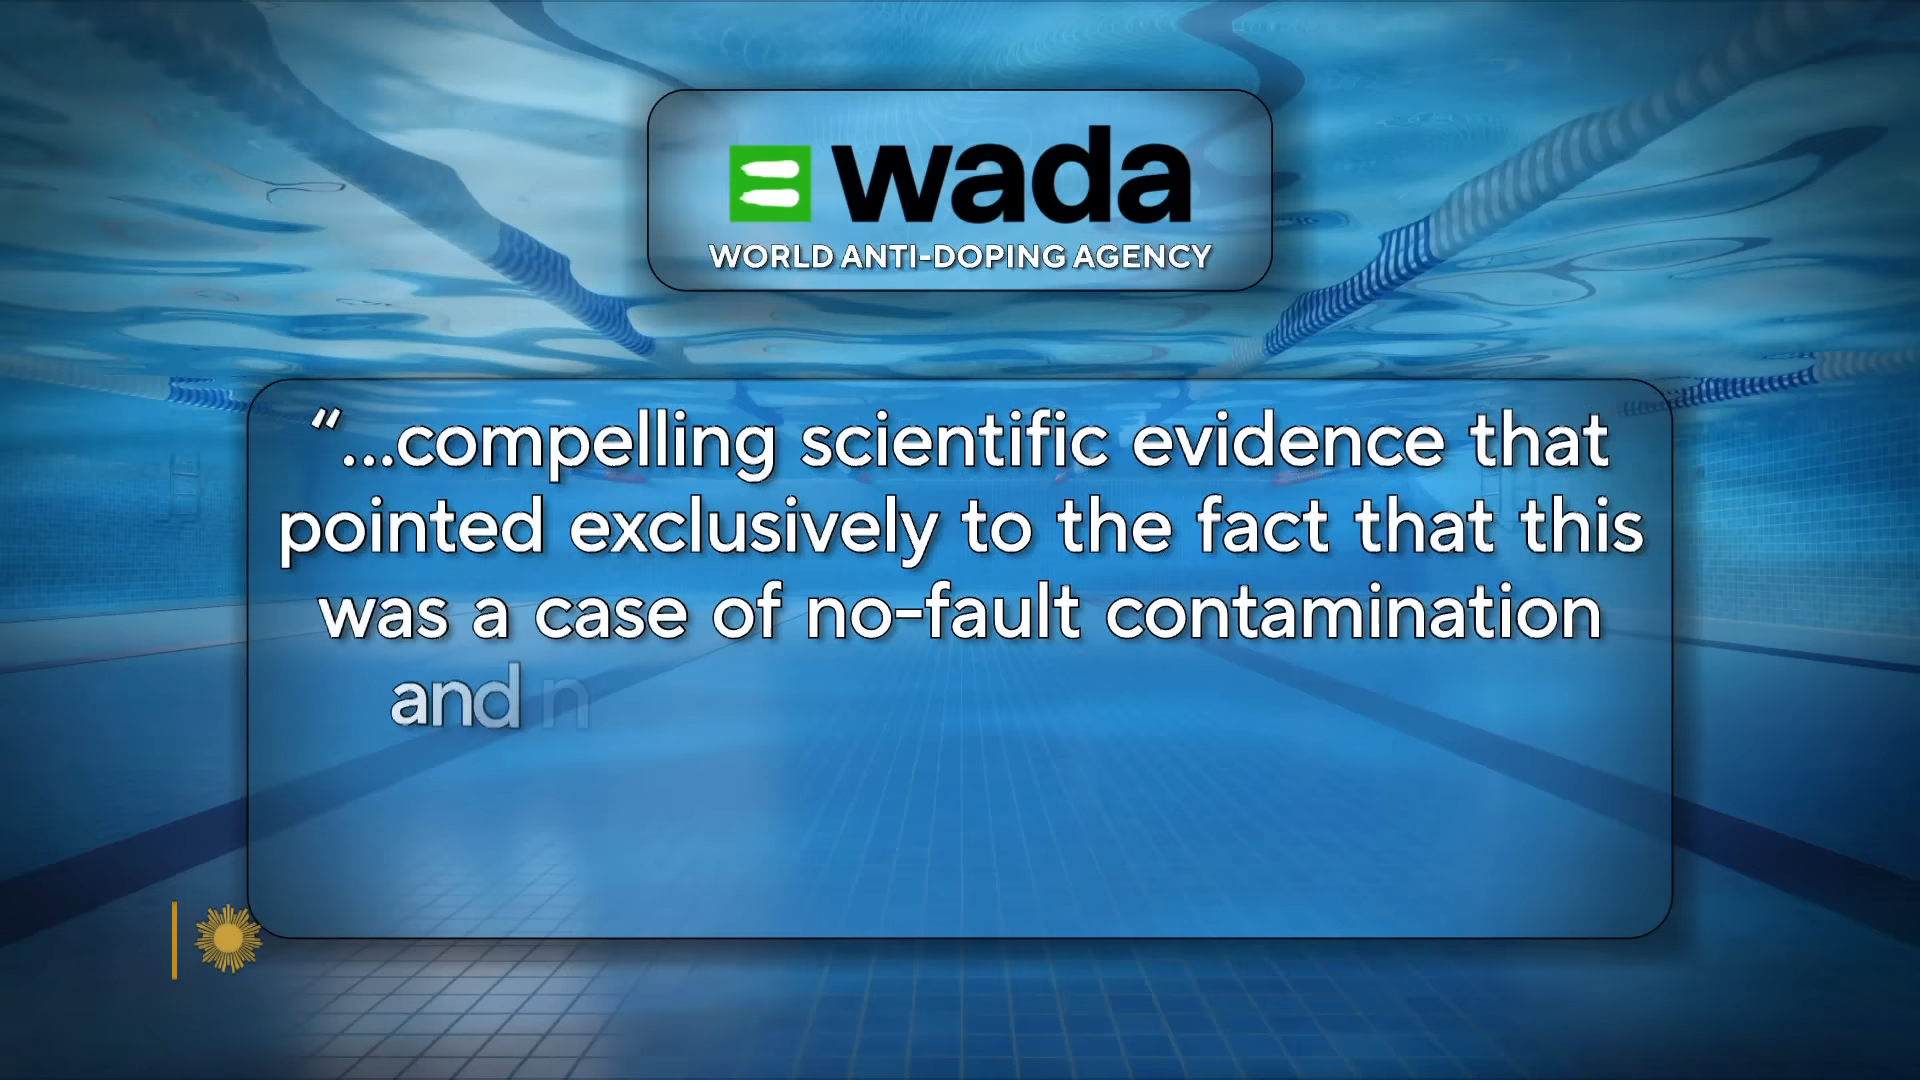 wada
WORLD ANTI-DOPING AGENCY
“...compelling scientific evidence that
pointed exclusively to the fact that this
was a case of no-fault contamination
and n